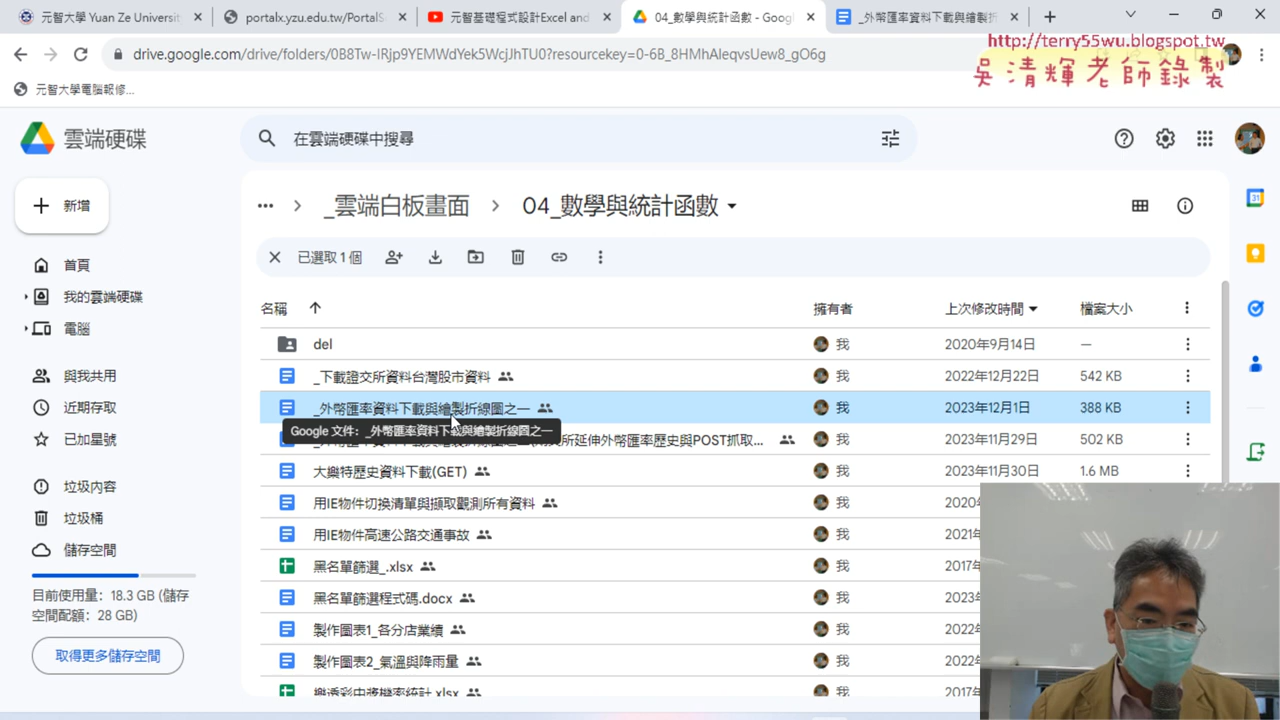 元智大學 Yuan Ze Universit
portalx.yzu.edu.tw/PortalS
元智基礎程式設計Excel and
04_數學與統計函數 - Googl
_外幣匯率資料下載與繪製折
drive.google.com/drive/folders/0B8Tw-IRjp9YEMWdYek5WcjJhTU0?resourcekey=0-6B_8HMhAleqvsUew8_gO6g
http://terry55wu.blogspot.tw
吳清輝老師錄製
元智大學電腦報修...
雲端硬碟
在雲端硬碟中搜尋
新增
... > _雲端白板畫面 > 04_數學與統計函數
已選取 1 個
首頁
我的雲端硬碟
電腦
與我共用
近期存取
已加星號
垃圾內容
垃圾桶
儲存空間
目前使用量：18.3 GB (儲存
空間配額：28 GB)
取得更多儲存空間
名稱 擁有者 上次修改時間 檔案大小
del 我 2020年9月14日 —
_下載證交所資料台灣股市資料 我 2022年12月22日 542 KB
_外幣匯率資料下載與繪製折線圖之一 我 2023年12月1日 388 KB
Google 文件：_外幣匯率資料下載與繪製折線圖之一
所延伸外幣匯率歷史與POST抓取... 我 2023年11月29日 502 KB
大樂特歷史資料下載(GET) 我 2023年11月30日 1.6 MB
用IE物件切換清單與擷取觀測所有資料 我 2020
用IE物件高速公路交通事故 我 2021
黑名單篩選_.xlsx 我 2017
黑名單篩選程式碼.docx 我 2022
製作圖表1_各分店業績 我 2022
製作圖表2_氣溫與降雨量 我 2022
樂透彩中獎機率統計.xlsx 我 2017
31